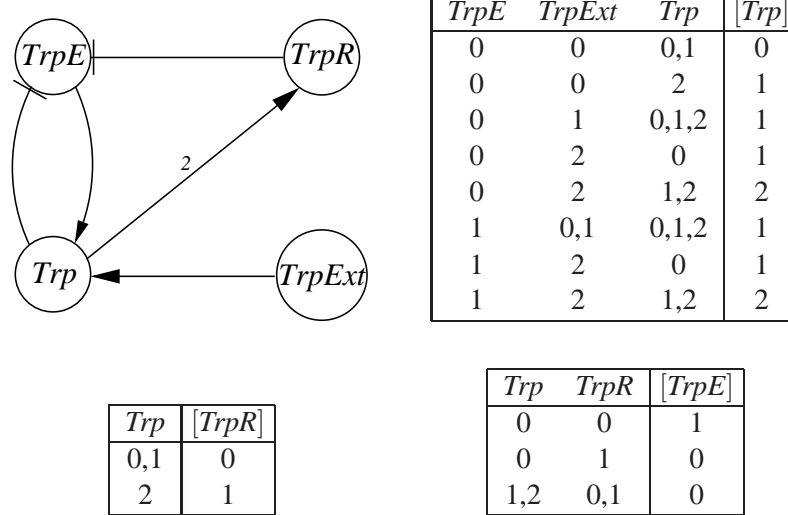 TrpE
TrpR
2
Trp
TrpExt
TrpE TrpExt Trp [Trp]
0 0 0,1 0
0 0 2 1
0 1 0,1,2 1
0 2 0 1
0 2 1,2 2
1 0,1 0,1,2 1
1 2 0 1
1 2 1,2 2
Trp [TrpR]
0,1 0
2 1
Trp TrpR [TrpE]
0 0 1
0 1 0
1,2 0,1 0